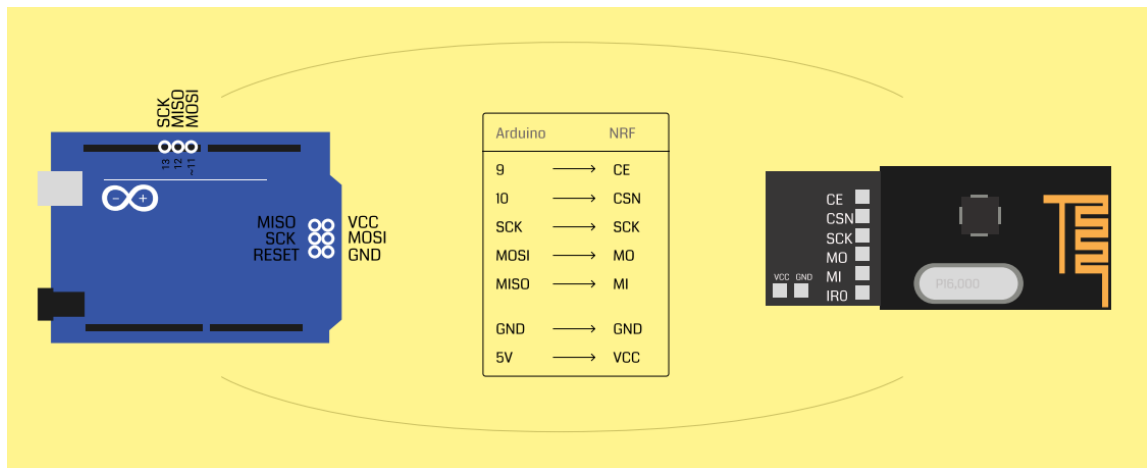 SCK
MISO
MOSI
13
12
~11
MISO VCC
SCK MOSI
RESET GND
Arduino NRF
9 CE
10 CSN
SCK SCK
MOSI MO
MISO MI
GND GND
5V VCC
CE
CSN
SCK
MO
MI
IR0
VCC GND
PI6,000